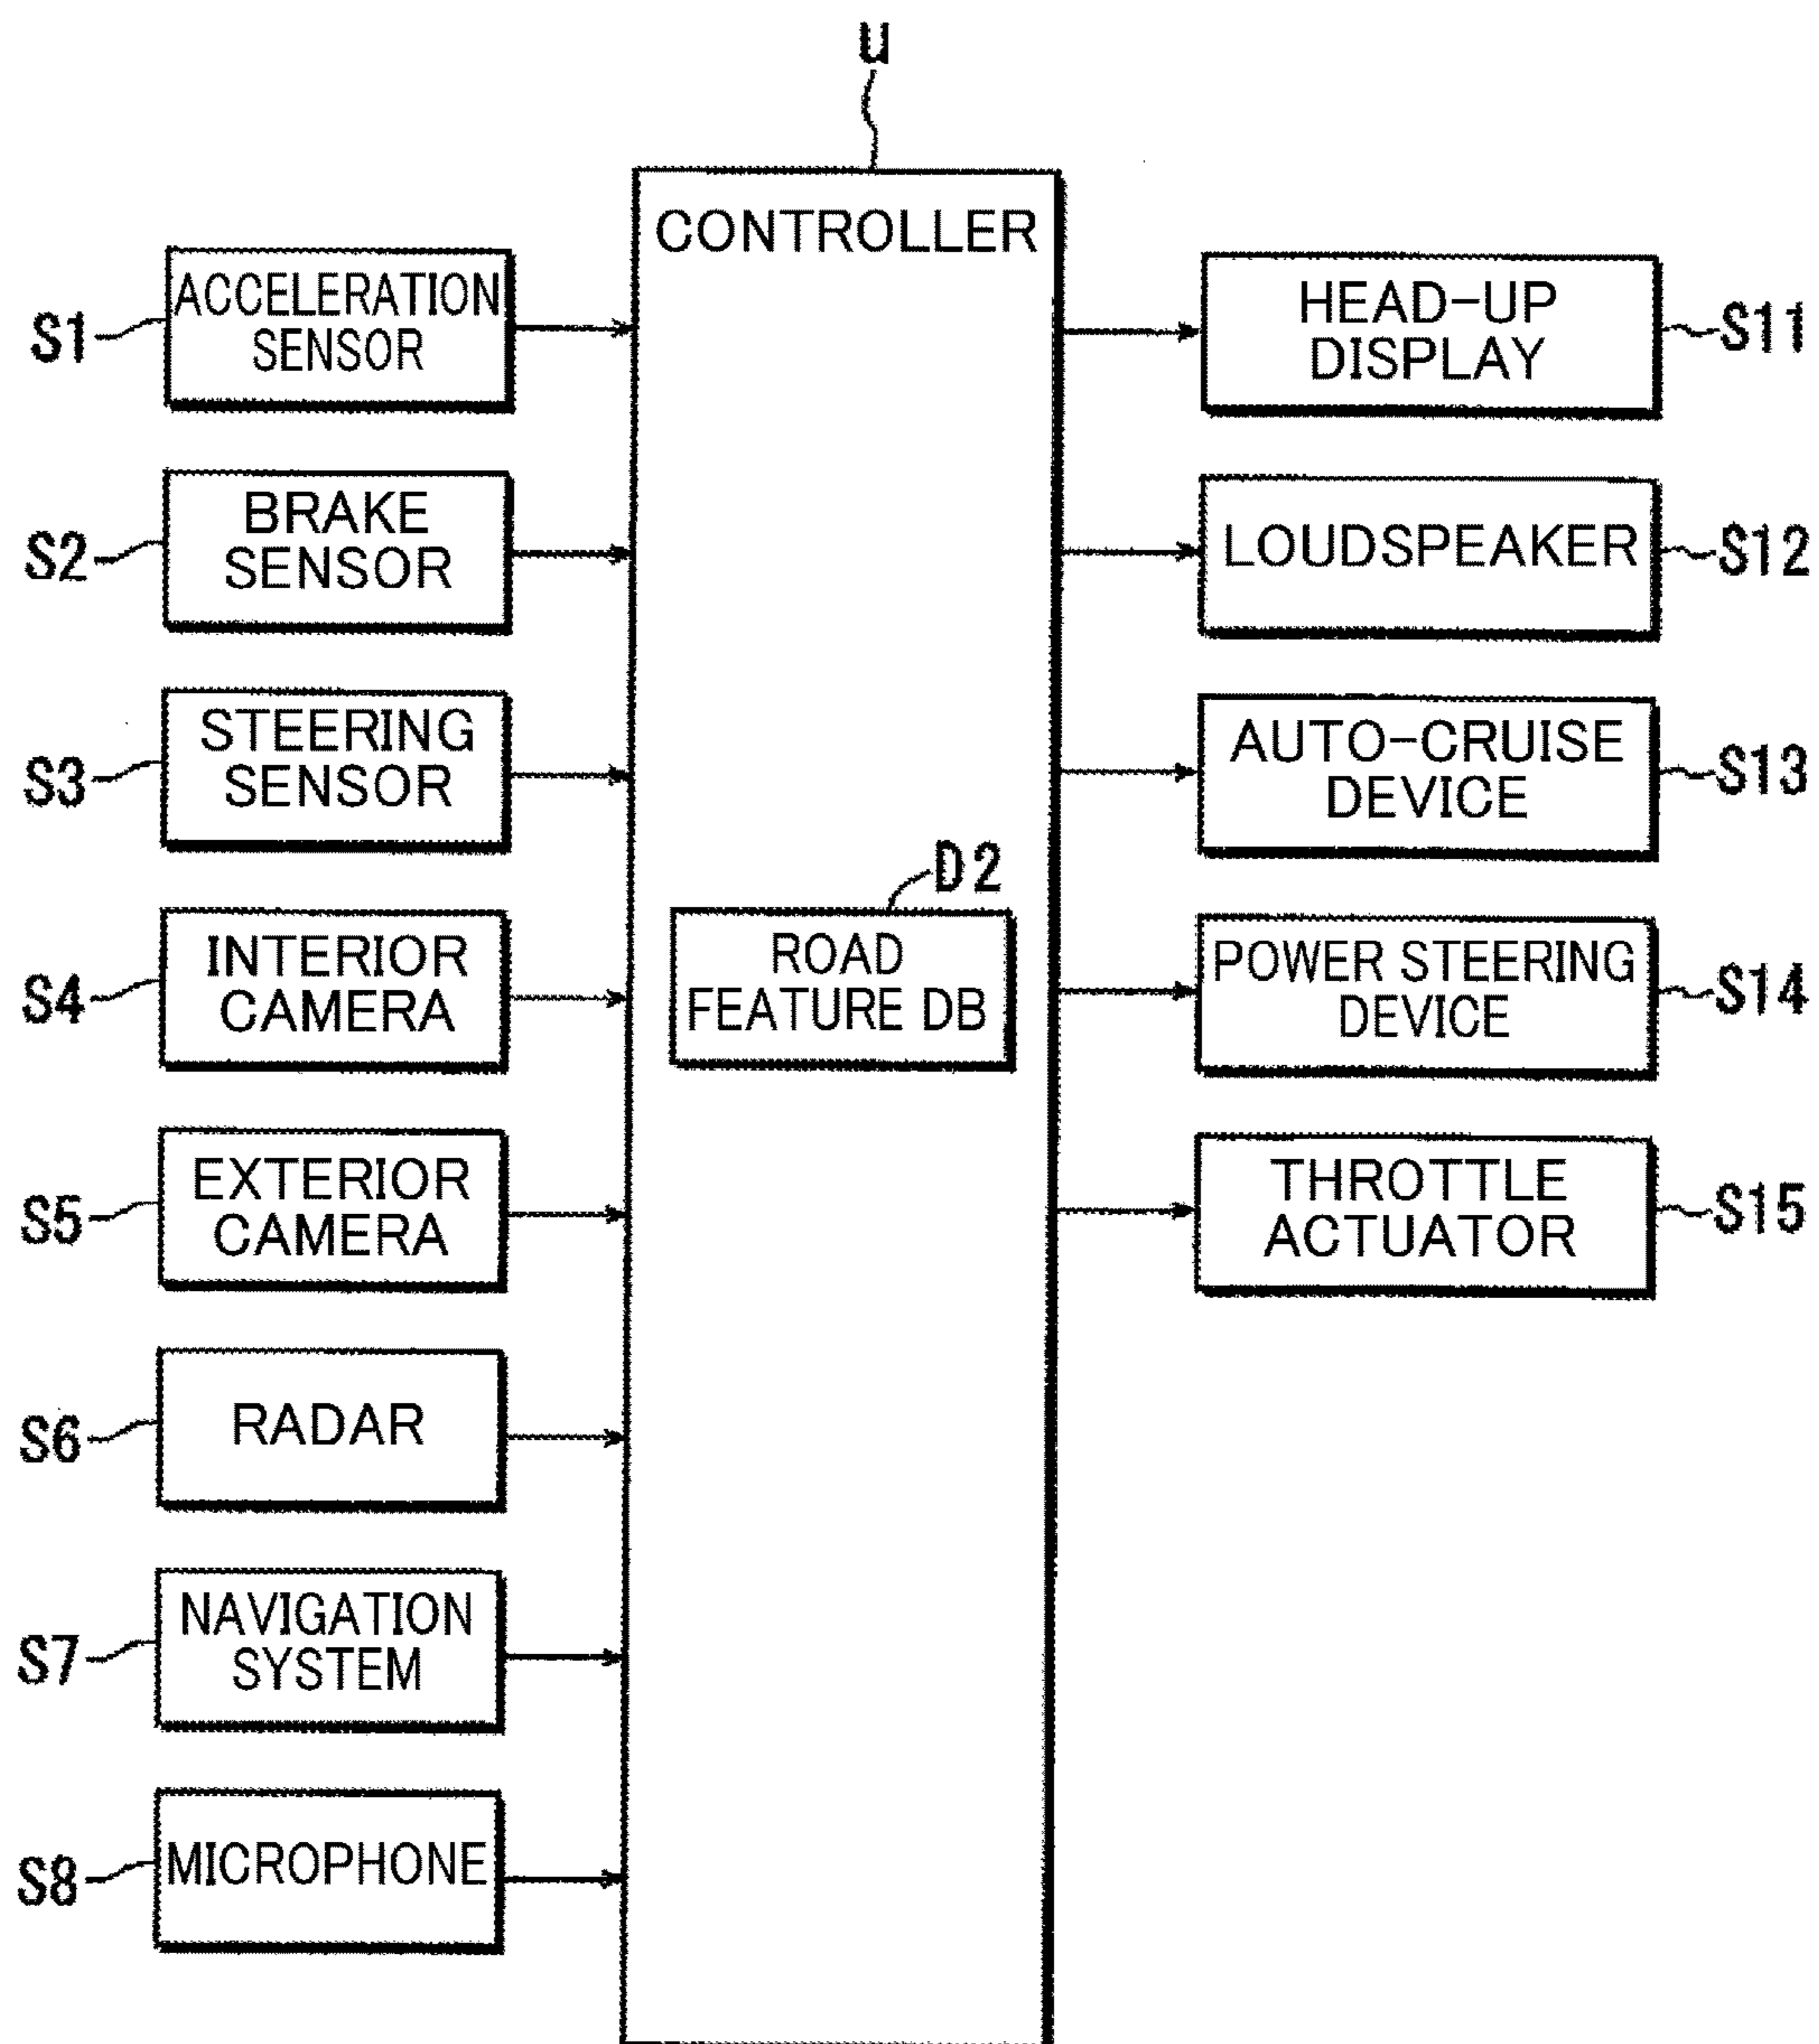 U
CONTROLLER
S1
ACCELERATION
SENSOR
S2
BRAKE
SENSOR
S3
STEERING
SENSOR
S4
INTERIOR
CAMERA
S5
EXTERIOR
CAMERA
S6
RADAR
S7
NAVIGATION
SYSTEM
S8
MICROPHONE
D2
ROAD
FEATURE DB
HEAD-UP
DISPLAY
S11
LOUDSPEAKER
S12
AUTO-CRUISE
DEVICE
S13
POWER STEERING
DEVICE
S14
THROTTLE
ACTUATOR
S15